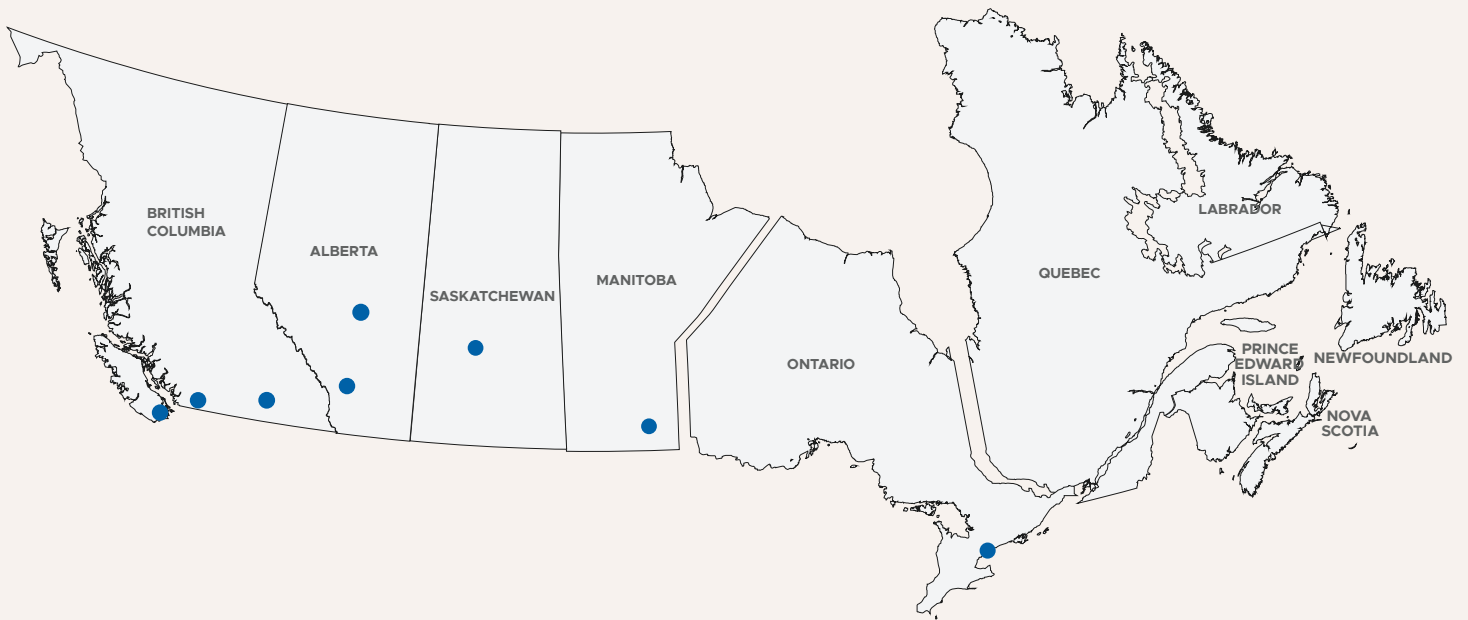 BRITISH
COLUMBIA
ALBERTA
SASKATCHEWAN
MANITOBA
ONTARIO
QUEBEC
LABRADOR
PRINCE
EDWARD
ISLAND
NEWFOUNDLAND
NOVA
SCOTIA